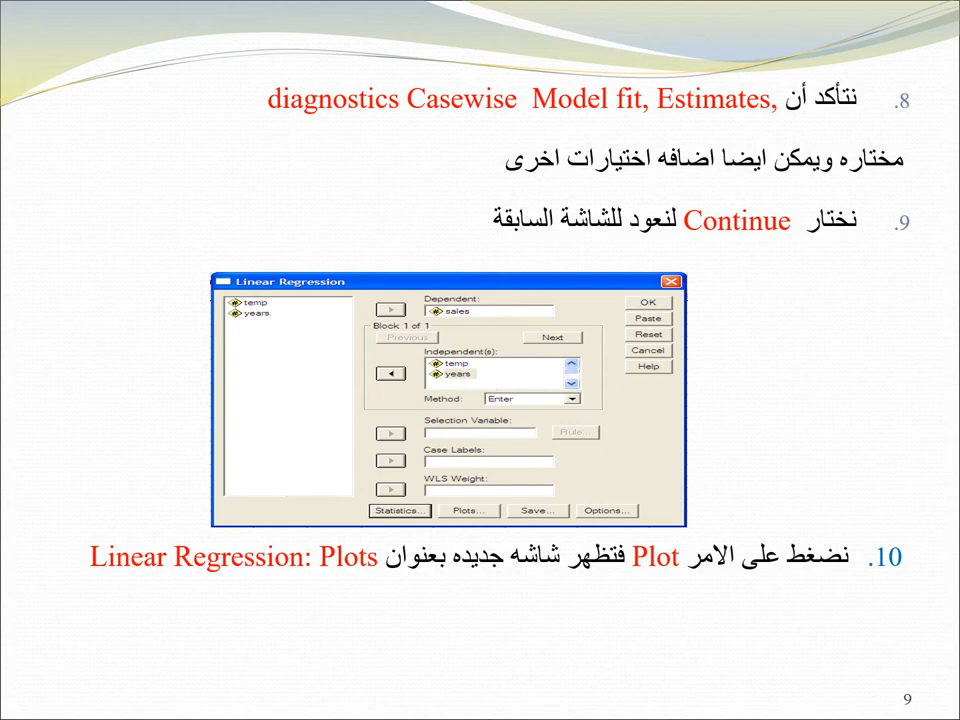 8. نتأكد أن diagnostics Casewise Model fit, Estimates,
مختاره ويمكن ايضا اضافه اختيارات اخرى
9. نختار Continue لنعود للشاشة السابقة
Linear Regression
temp
years
Dependent:
sales
Block 1 of 1
Previous
Next
Independent(s):
temp
years
Method: Enter
Selection Variable:
Rule...
Case Labels:
WLS Weight:
Statistics... Plots... Save... Options...
OK
Paste
Reset
Cancel
Help
10. نضغط على الامر Plot فتظهر شاشه جديده بعنوان Linear Regression: Plots
9